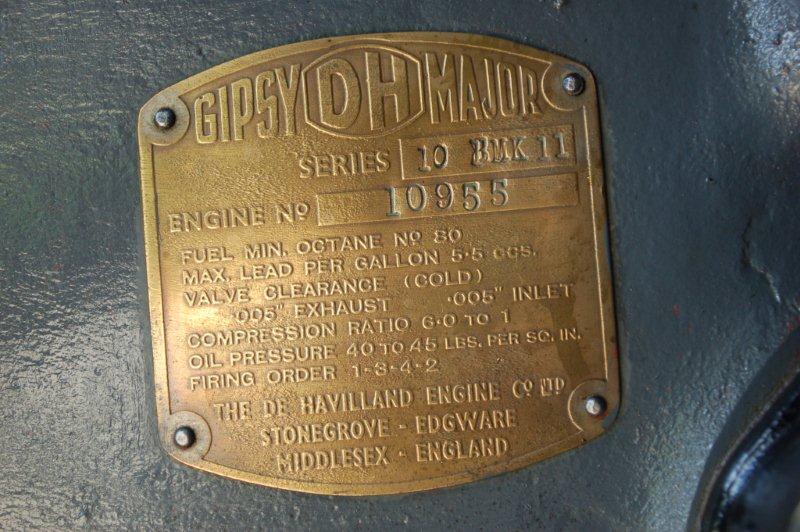 GIPSY DH MAJOR
SERIES 10 BMK 11
ENGINE No 10955
FUEL MIN. OCTANE No 80
MAX. LEAD PER GALLON 5·5 CCS.
VALVE CLEARANCE (COLD)
·005" EXHAUST ·005" INLET
COMPRESSION RATIO 6·0 TO 1
OIL PRESSURE 40 TO 45 LBS. PER SQ. IN.
FIRING ORDER 1-3-4-2
THE DE HAVILLAND ENGINE Co LTD
STONEGROVE - EDGWARE
MIDDLESEX - ENGLAND